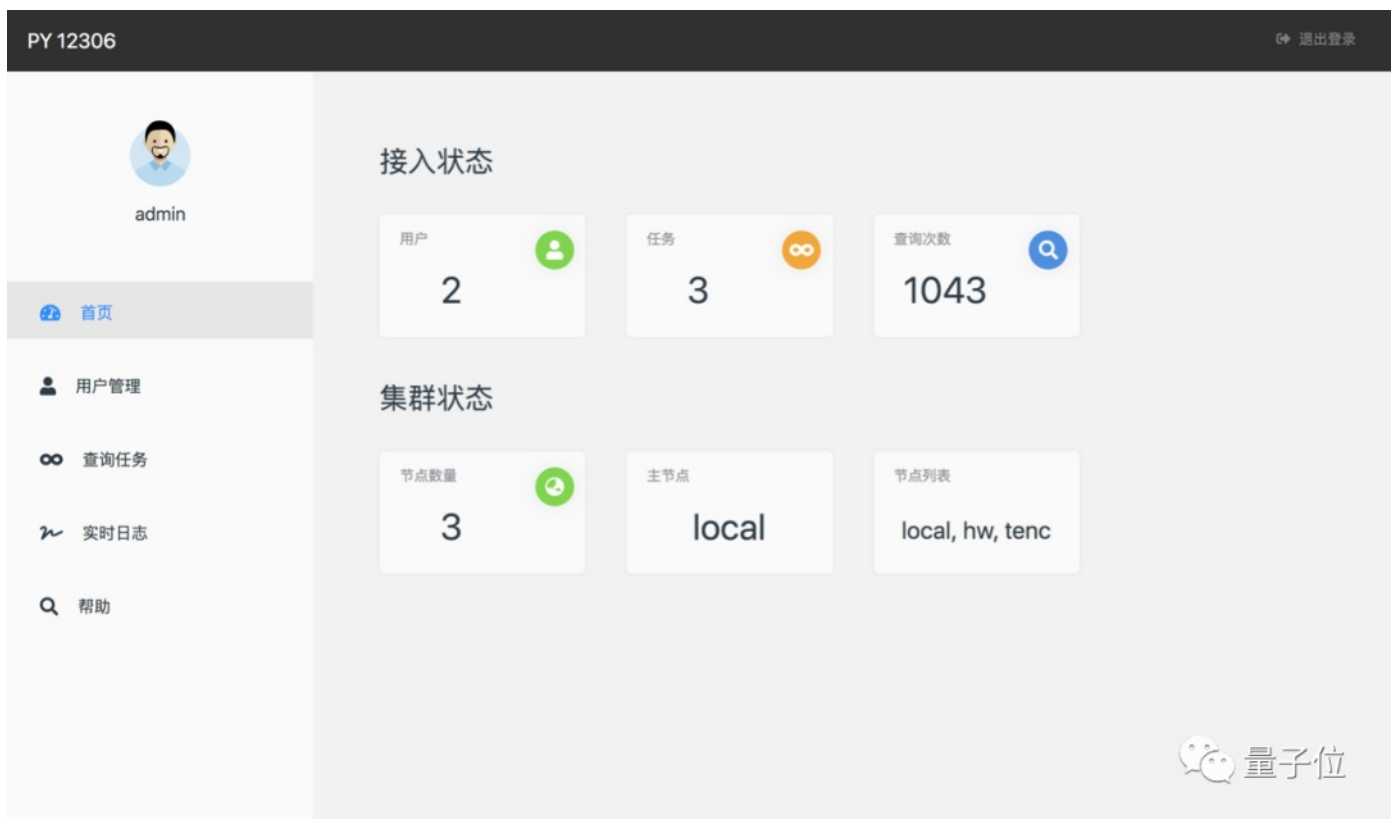 PY 12306
退出登录
admin
首页
用户管理
查询任务
实时日志
帮助
接入状态
用户
2
任务
3
查询次数
1043
集群状态
节点数量
3
主节点
local
节点列表
local, hw, tenc
量子位